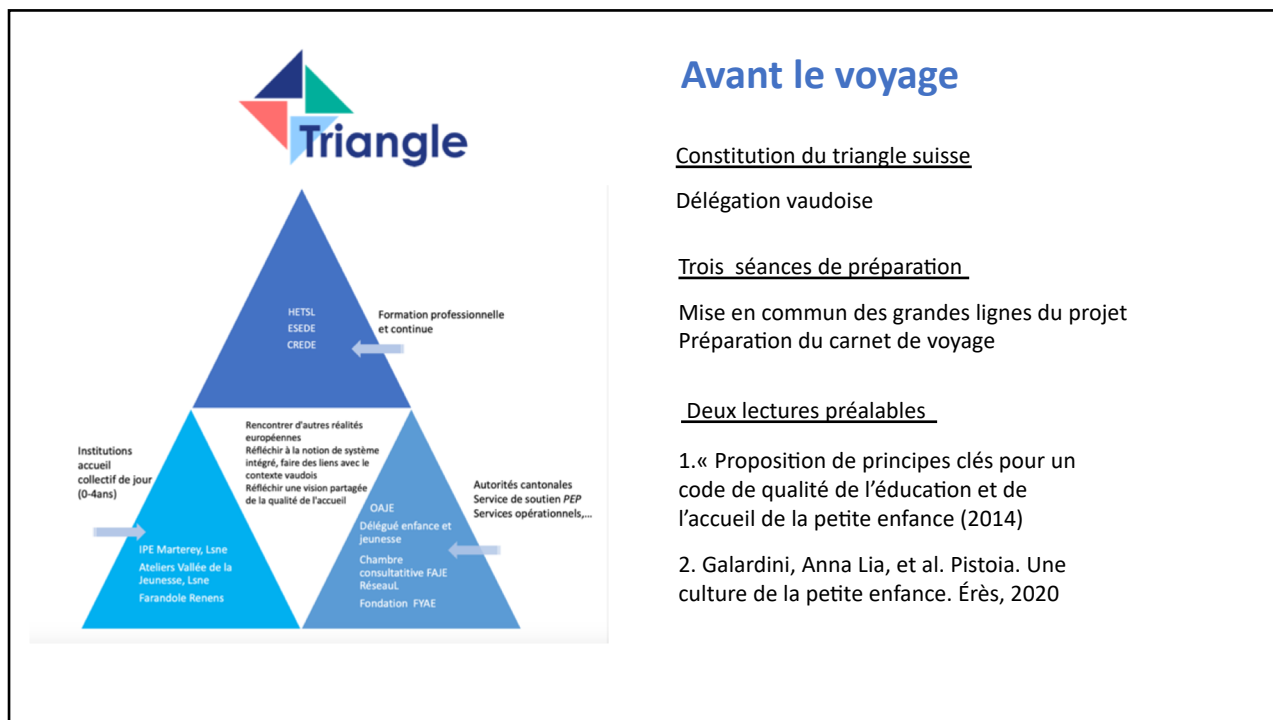 Triangle
HETSL
ESEDE
CREDE
Formation professionnelle
et continue
Institutions
accueil
collectif de jour
(0-4ans)
Rencontrer d'autres réalités
européennes
Réfléchir à la notion de système
intégré, faire des liens avec le
contexte vaudois
Réfléchir une vision partagée
de la qualité de l'accueil
Autorités cantonales
Service de soutien PEP
Services opérationnels,...
IPE Marterey, Lsne
Ateliers Vallée de la
Jeunesse, Lsne
Farandole Renens
OAJE
Délégué enfance et
jeunesse
Chambre
consultatitive FAJE
RéseauL
Fondation FYAE
Avant le voyage
Constitution du triangle suisse
Délégation vaudoise
Trois séances de préparation
Mise en commun des grandes lignes du projet
Préparation du carnet de voyage
Deux lectures préalables
1.« Proposition de principes clés pour un
code de qualité de l'éducation et de
l'accueil de la petite enfance (2014)
2. Galardini, Anna Lia, et al. Pistoia. Une
culture de la petite enfance. Érès, 2020